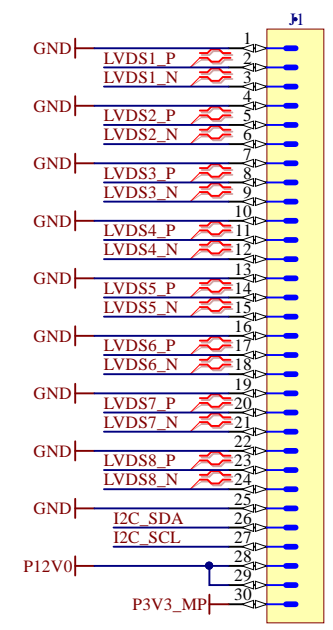 J1
GND 1
LVDS1_P 2
LVDS1_N 3
GND 4
LVDS2_P 5
LVDS2_N 6
GND 7
LVDS3_P 8
LVDS3_N 9
GND 10
LVDS4_P 11
LVDS4_N 12
GND 13
LVDS5_P 14
LVDS5_N 15
GND 16
LVDS6_P 17
LVDS6_N 18
GND 19
LVDS7_P 20
LVDS7_N 21
GND 22
LVDS8_P 23
LVDS8_N 24
GND 25
I2C_SDA 26
I2C_SCL 27
P12V0 28
29
P3V3_MP 30